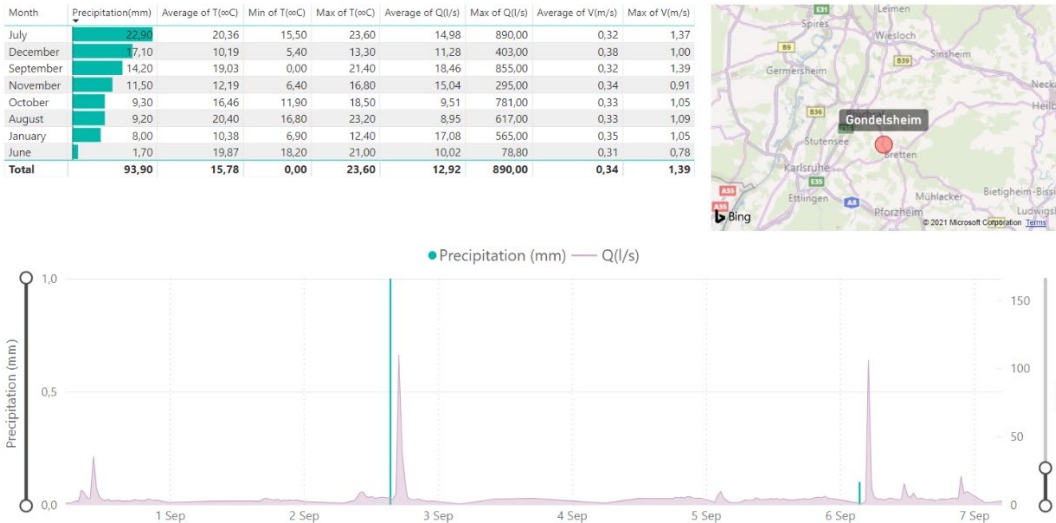 Month Precipitation(mm) Average of T(∞C) Min of T(∞C) Max of T(∞C) Average of Q(l/s) Max of Q(l/s) Average of V(m/s) Max of V(m/s)
July 22,90 20,36 15,50 23,60 14,98 890,00 0,32 1,37
December 17,10 10,19 5,40 13,30 11,28 403,00 0,38 1,00
September 14,20 19,03 0,00 21,40 18,46 855,00 0,32 1,39
November 11,50 12,19 6,40 16,80 15,04 295,00 0,34 0,91
October 9,30 16,46 11,90 18,50 9,51 781,00 0,33 1,05
August 9,20 20,40 16,80 23,20 8,95 617,00 0,33 1,09
January 8,00 10,38 6,90 12,40 17,08 565,00 0,35 1,05
June 1,70 19,87 18,20 21,00 10,02 78,80 0,31 0,78
Total 93,90 15,78 0,00 23,60 12,92 890,00 0,34 1,39
E31 Leimen
Spires
Wiesloch
B9
B39
Sinsheim
Germersheim
Necka
B36
Heilb
Gondelsheim
Stutensee
Bretten
Karlsruhe
E35
A35
Ettlingen
A8
Mühlacker
Bietigheim-Bissi
A35
Pforzheim
Ludwigs
Bing
© 2021 Microsoft Corporation Terms
Precipitation (mm) Q(l/s)
Precipitation (mm)
1,0
0,5
0,0
150
100
50
0
1 Sep 2 Sep 3 Sep 4 Sep 5 Sep 6 Sep 7 Sep